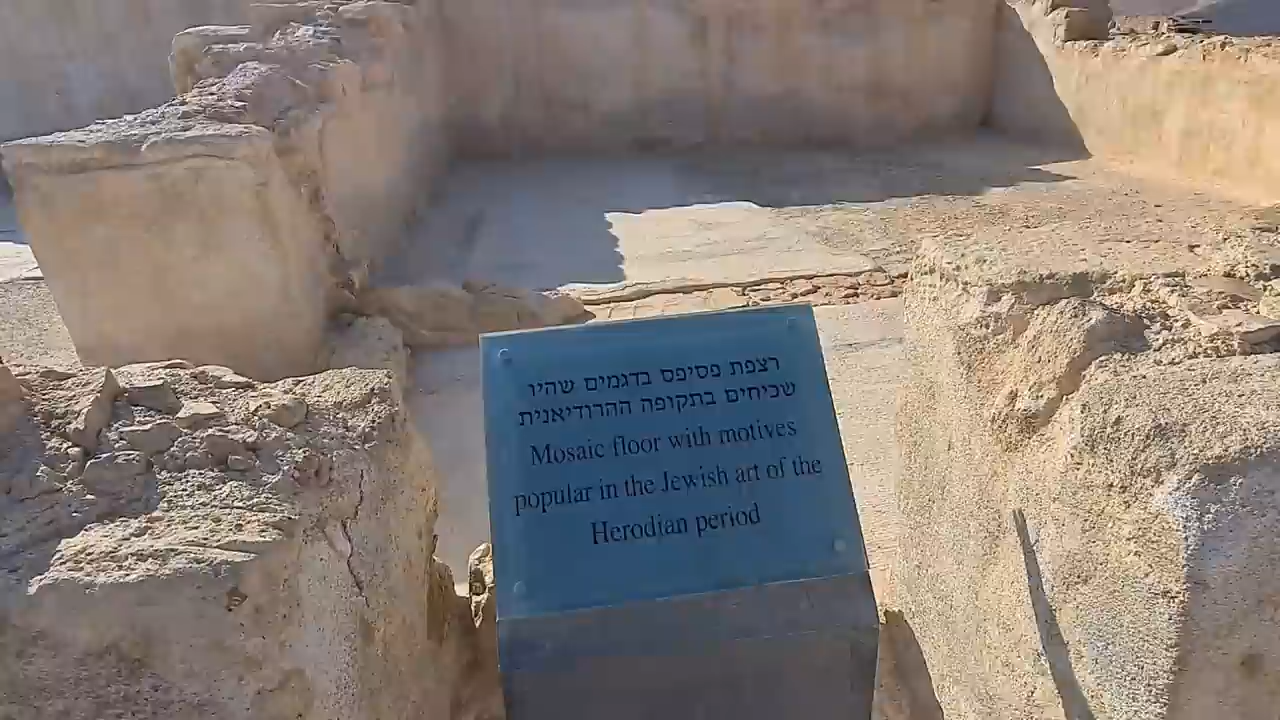 רצפת פסיפס בדגמים שהיו
שכיחים בתקופה ההרודיאנית
Mosaic floor with motives
popular in the Jewish art of the
Herodian period